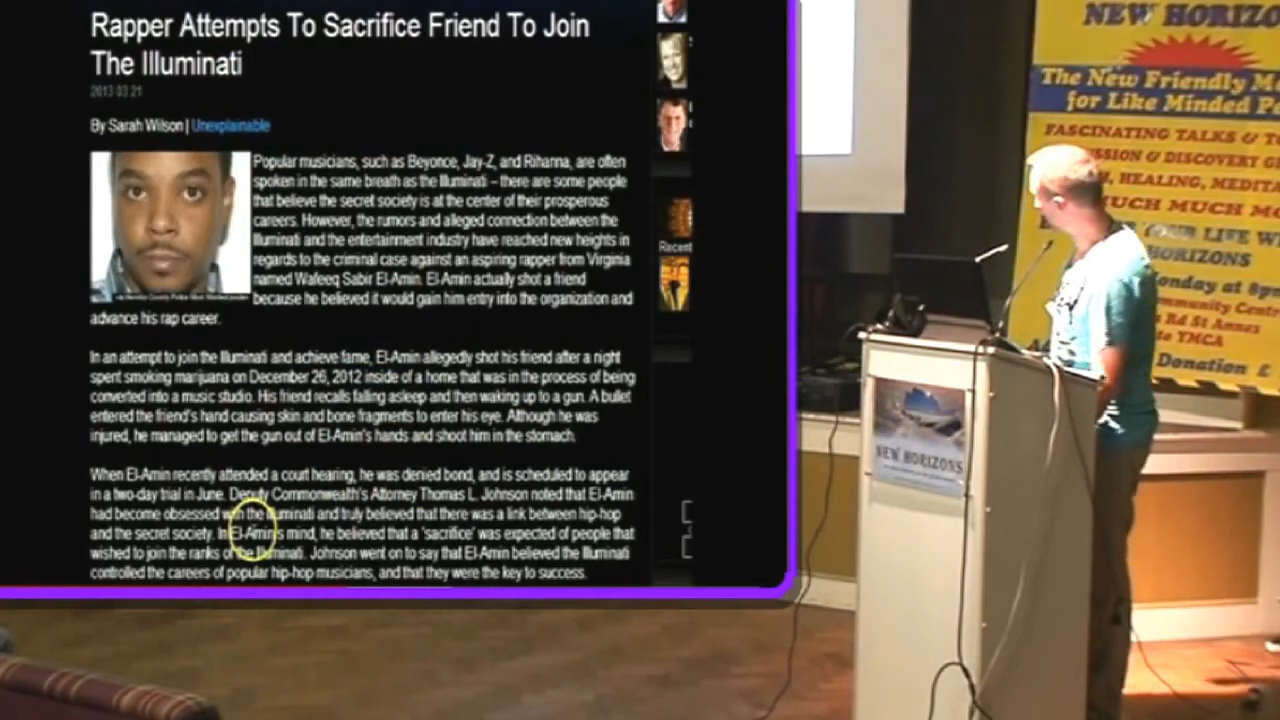 Rapper Attempts To Sacrifice Friend To Join
The Illuminati
2013 03 21
By Sarah Wilson | Unexplainable
Popular musicians, such as Beyonce, Jay-Z, and Rihanna, are often
spoken in the same breath as the Illuminati – there are some people
that believe the secret society is at the center of their prosperous
careers. However, the rumors and alleged connection between the
Illuminati and the entertainment industry have reached new heights in
regards to the criminal case against an aspiring rapper from Virginia
named Wafeeq Sabir El-Amin. El-Amin actually shot a friend
because he believed it would gain him entry into the organization and
advance his rap career.
In an attempt to join the Illuminati and achieve fame, El-Amin allegedly shot his friend after a night
spent smoking marijuana on December 26, 2012 inside of a home that was in the process of being
converted into a music studio. His friend recalls falling asleep and then waking up to a gun. A bullet
entered the friend's hand causing skin and bone fragments to enter his eye. Although he was
injured, he managed to get the gun out of El-Amin's hands and shoot him in the stomach.
When El-Amin recently attended a court hearing, he was denied bond, and is scheduled to appear
in a two-day trial in June. Deputy Commonwealth's Attorney Thomas L. Johnson noted that El-Amin
had become obsessed with the Illuminati and truly believed that there was a link between hip-hop
and the secret society. In El-Amin's mind, he believed that a 'sacrifice' was expected of people that
wished to join the ranks of the Illuminati. Johnson went on to say that El-Amin believed the Illuminati
controlled the careers of popular hip-hop musicians, and that they were the key to success.
Recent
NEW HORIZO
The New Friendly M
for Like Minded Pe
FASCINATING TALKS & T
SSION & DISCOVERY G
HEALING, MEDITA
UCH MUCH M
YOUR LIFE W
HORIZONS
onday at 8p
mmunity Centr
Rd St Annes
to YMCA
Donation £
NEW HORIZONS